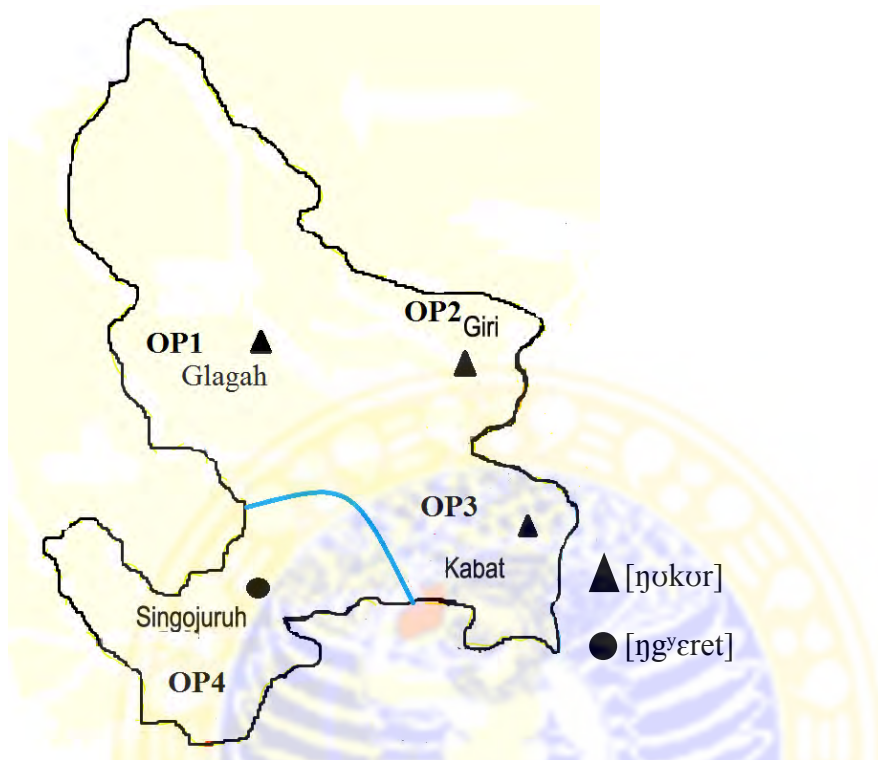 OP2
Giri
OP1
Glagah
OP3
Kabat
[ŋʊkʊr]
Singojuruh
[ŋgʸɛret]
OP4